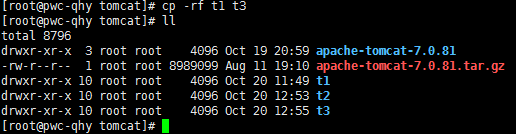 [root@pwc-qhy tomcat]# cp -rf t1 t3
[root@pwc-qhy tomcat]# ll
total 8796
drwxr-xr-x  3 root root    4096 Oct 19 20:59 apache-tomcat-7.0.81
-rw-r--r--  1 root root 8989099 Aug 11 19:10 apache-tomcat-7.0.81.tar.gz
drwxr-xr-x 10 root root    4096 Oct 20 11:49 t1
drwxr-xr-x 10 root root    4096 Oct 20 12:53 t2
drwxr-xr-x 10 root root    4096 Oct 20 12:55 t3
[root@pwc-qhy tomcat]#